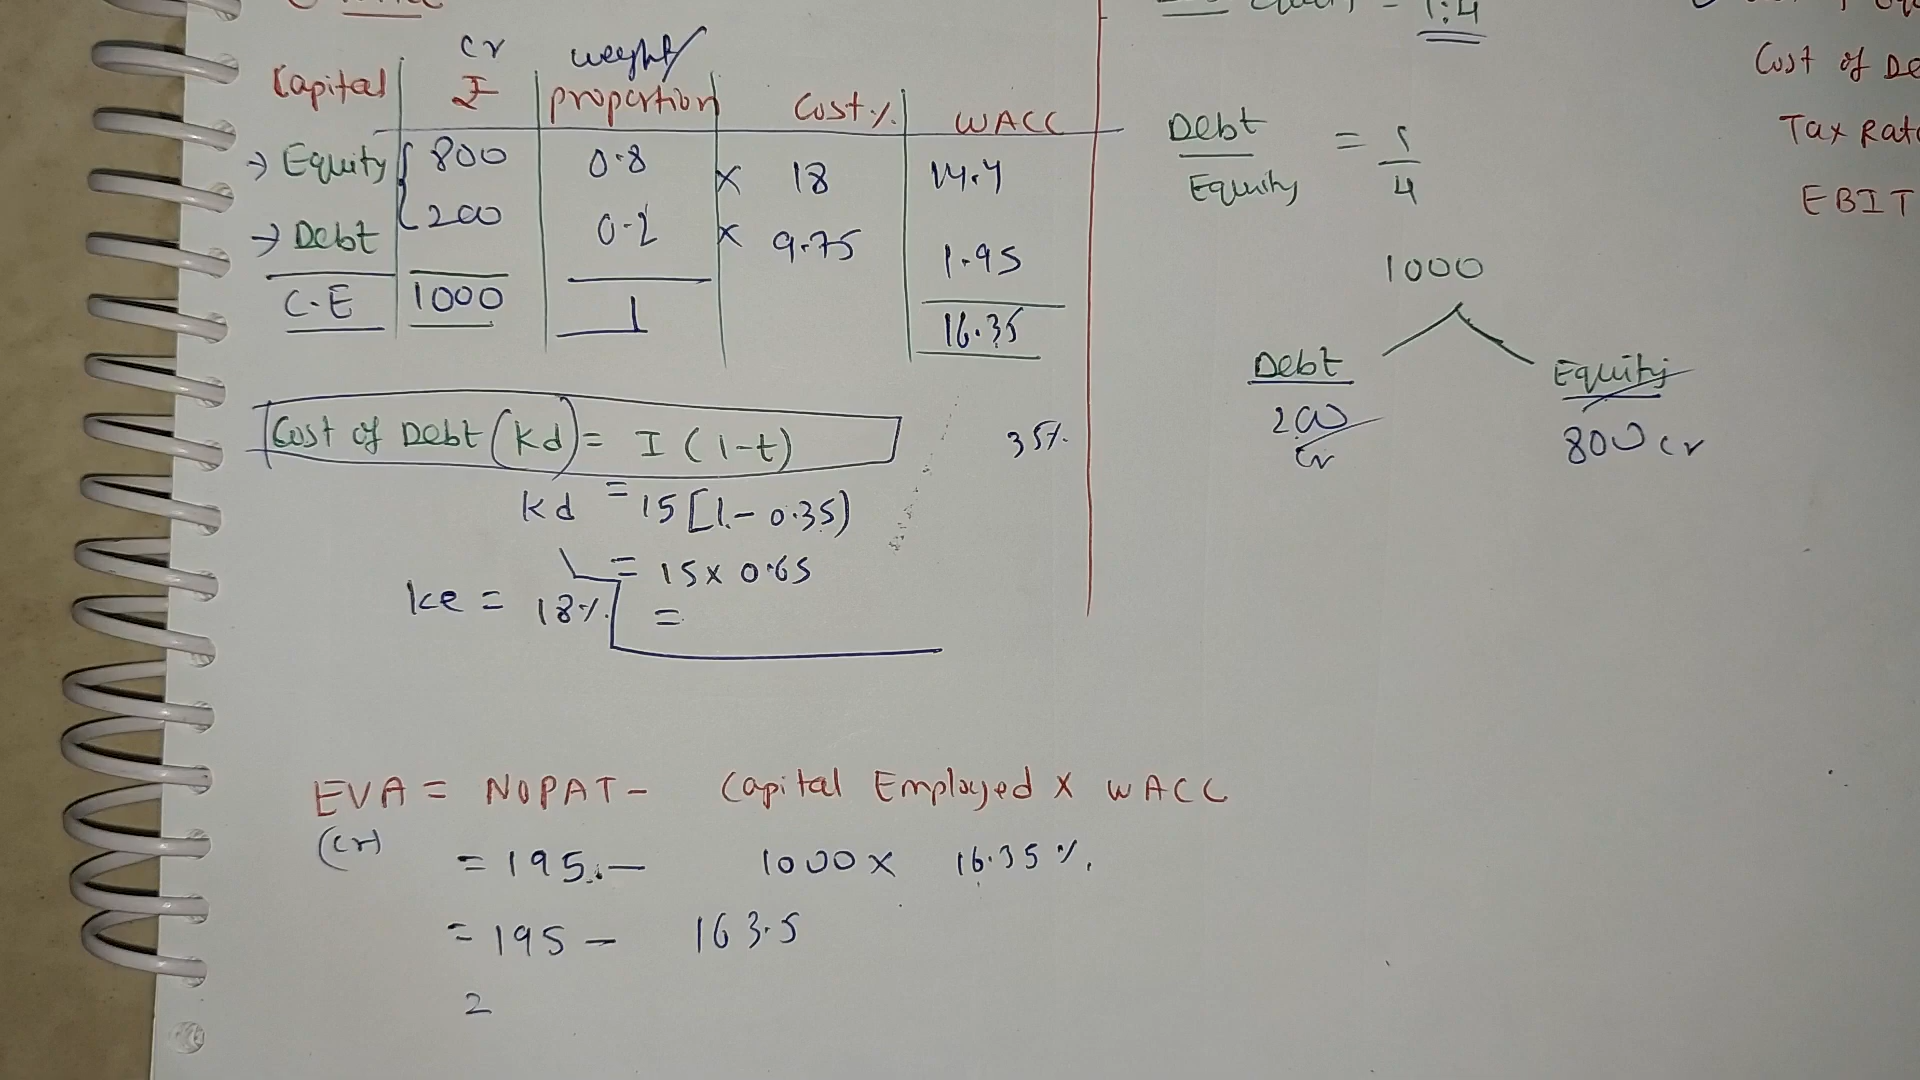 cr weight/
Capital ₹ proportion Cost % WACC
→ Equity 800 0.8 × 18 14.4
→ Debt 200 0.2 × 9.75 1.95
C.E 1000 1 16.35
Cost of Debt (kd) = I (1-t) 35%
kd = 15 [1-0.35)
= 15 x 0.65
ke = 18% =
EVA = NOPAT - Capital Employed X WACC
(cr)
= 195 - 1000 x 16.35 %
= 195 - 163.5
1:4
Debt = 1
Equity 4
1000
Debt Equity
200 800 cr
cr
Cost of De
Tax Rate
EBIT